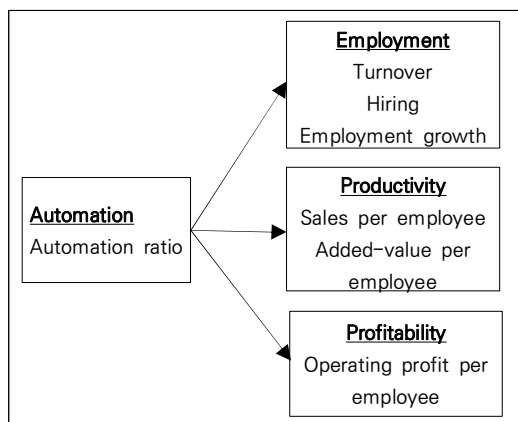 Employment
Turnover
Hiring
Employment growth
Automation
Automation ratio
Productivity
Sales per employee
Added-value per
employee
Profitability
Operating profit per
employee